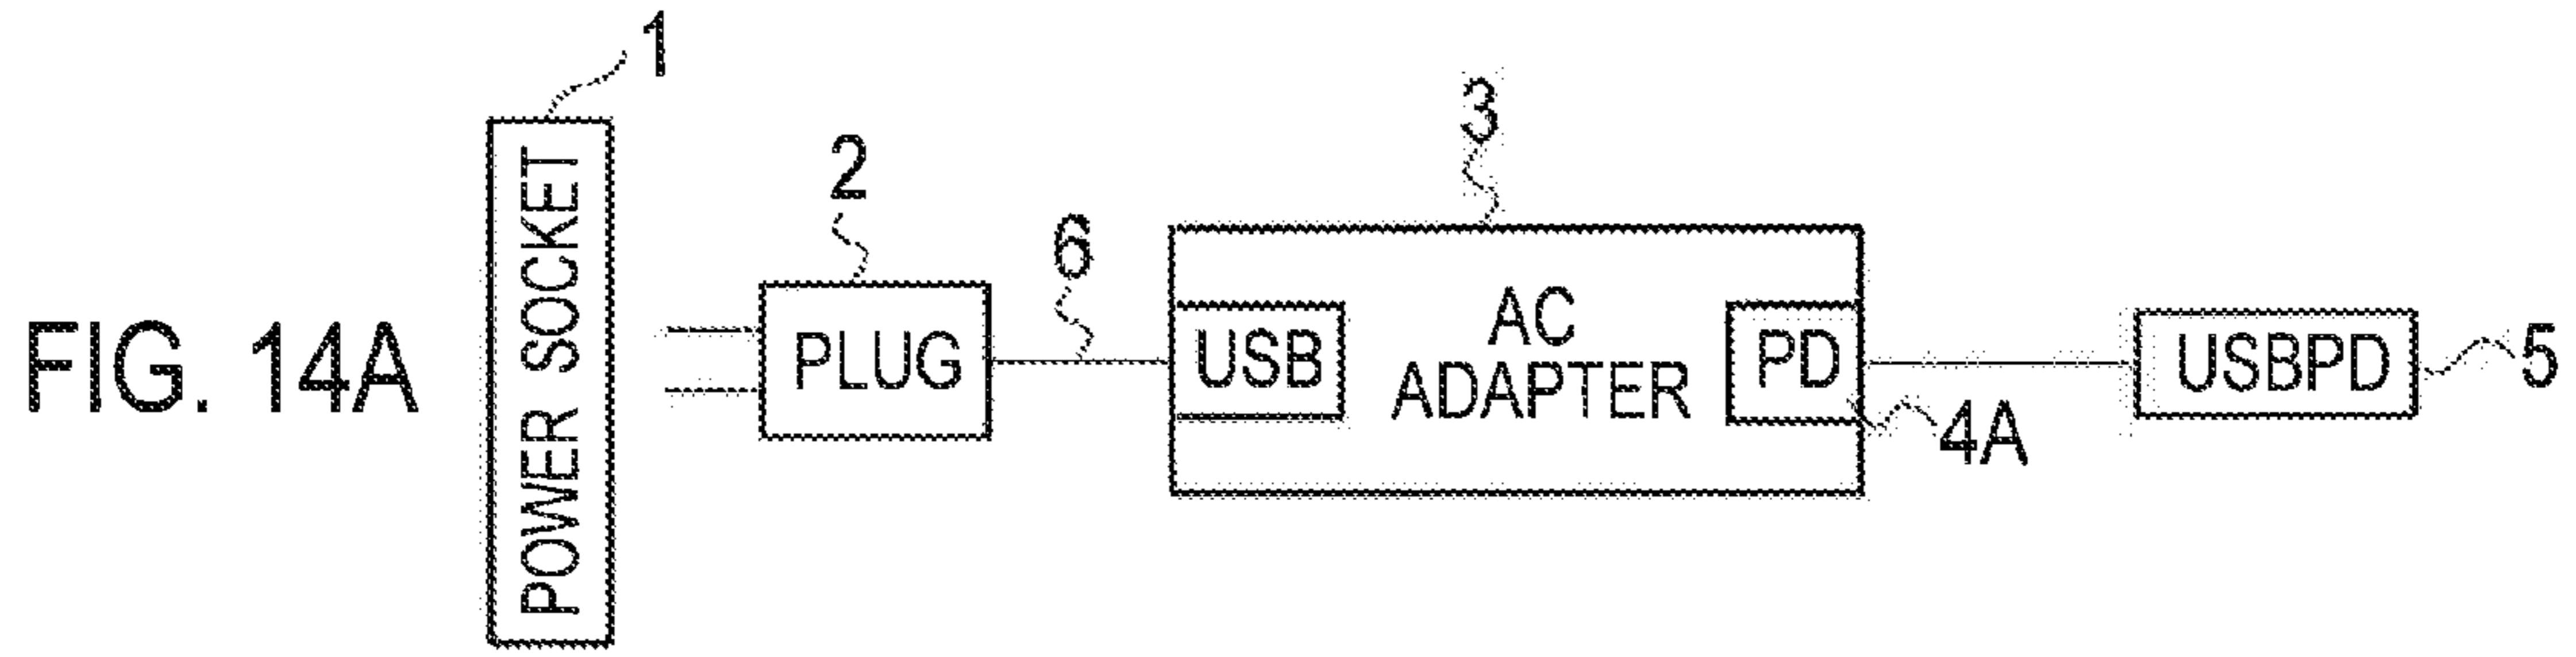 FIG. 14A
1
POWER SOCKET
2
PLUG
6
3
USB
AC
ADAPTER
PD
4A
USBPD
5